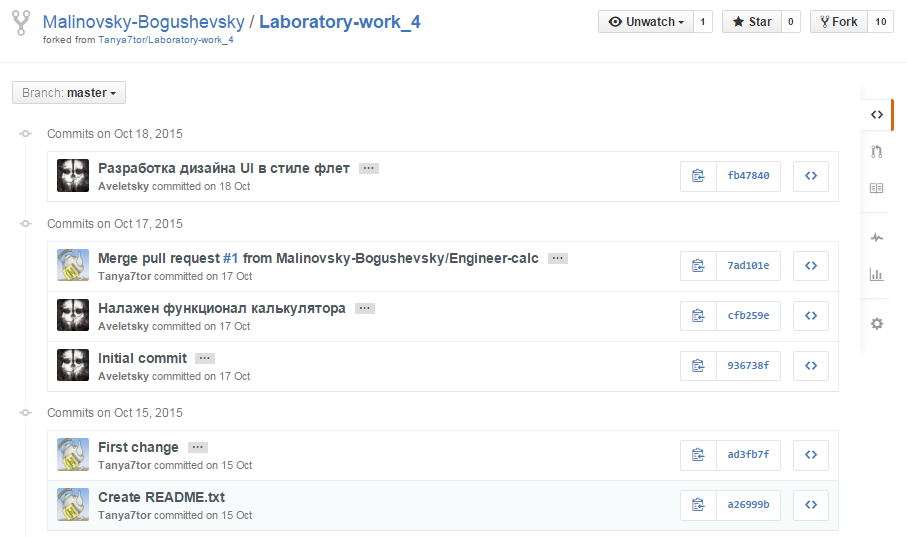 Malinovsky-Bogushevsky / Laboratory-work_4
forked from Tanya7tor/Laboratory-work_4
Unwatch 1
Star 0
Fork 10
Branch: master
Commits on Oct 18, 2015
Разработка дизайна UI в стиле флет ...
Aveletsky committed on 18 Oct
fb47840
Commits on Oct 17, 2015
Merge pull request #1 from Malinovsky-Bogushevsky/Engineer-calc ...
Tanya7tor committed on 17 Oct
7ad101e
Налажен функционал калькулятора ...
Aveletsky committed on 17 Oct
cfb259e
Initial commit ...
Aveletsky committed on 17 Oct
936738f
Commits on Oct 15, 2015
First change ...
Tanya7tor committed on 15 Oct
ad3fb7f
Create README.txt
Tanya7tor committed on 15 Oct
a26999b